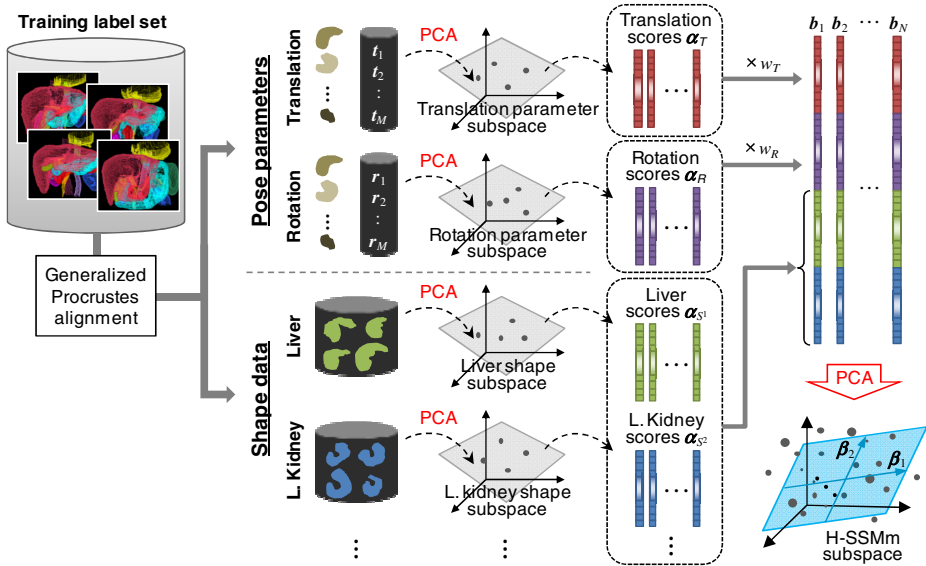 Training label set
Generalized
Procrustes
alignment
Pose parameters
Translation
t1
t2
:
tM
PCA
Translation parameter
subspace
Translation
scores αT
× wT
Rotation
r1
r2
:
rM
PCA
Rotation parameter
subspace
Rotation
scores αR
× wR
Shape data
Liver
PCA
Liver shape
subspace
Liver
scores αS1
L. Kidney
PCA
L. kidney shape
subspace
L. Kidney
scores αS2
b1 b2 ... bN
PCA
β2
β1
H-SSMm
subspace